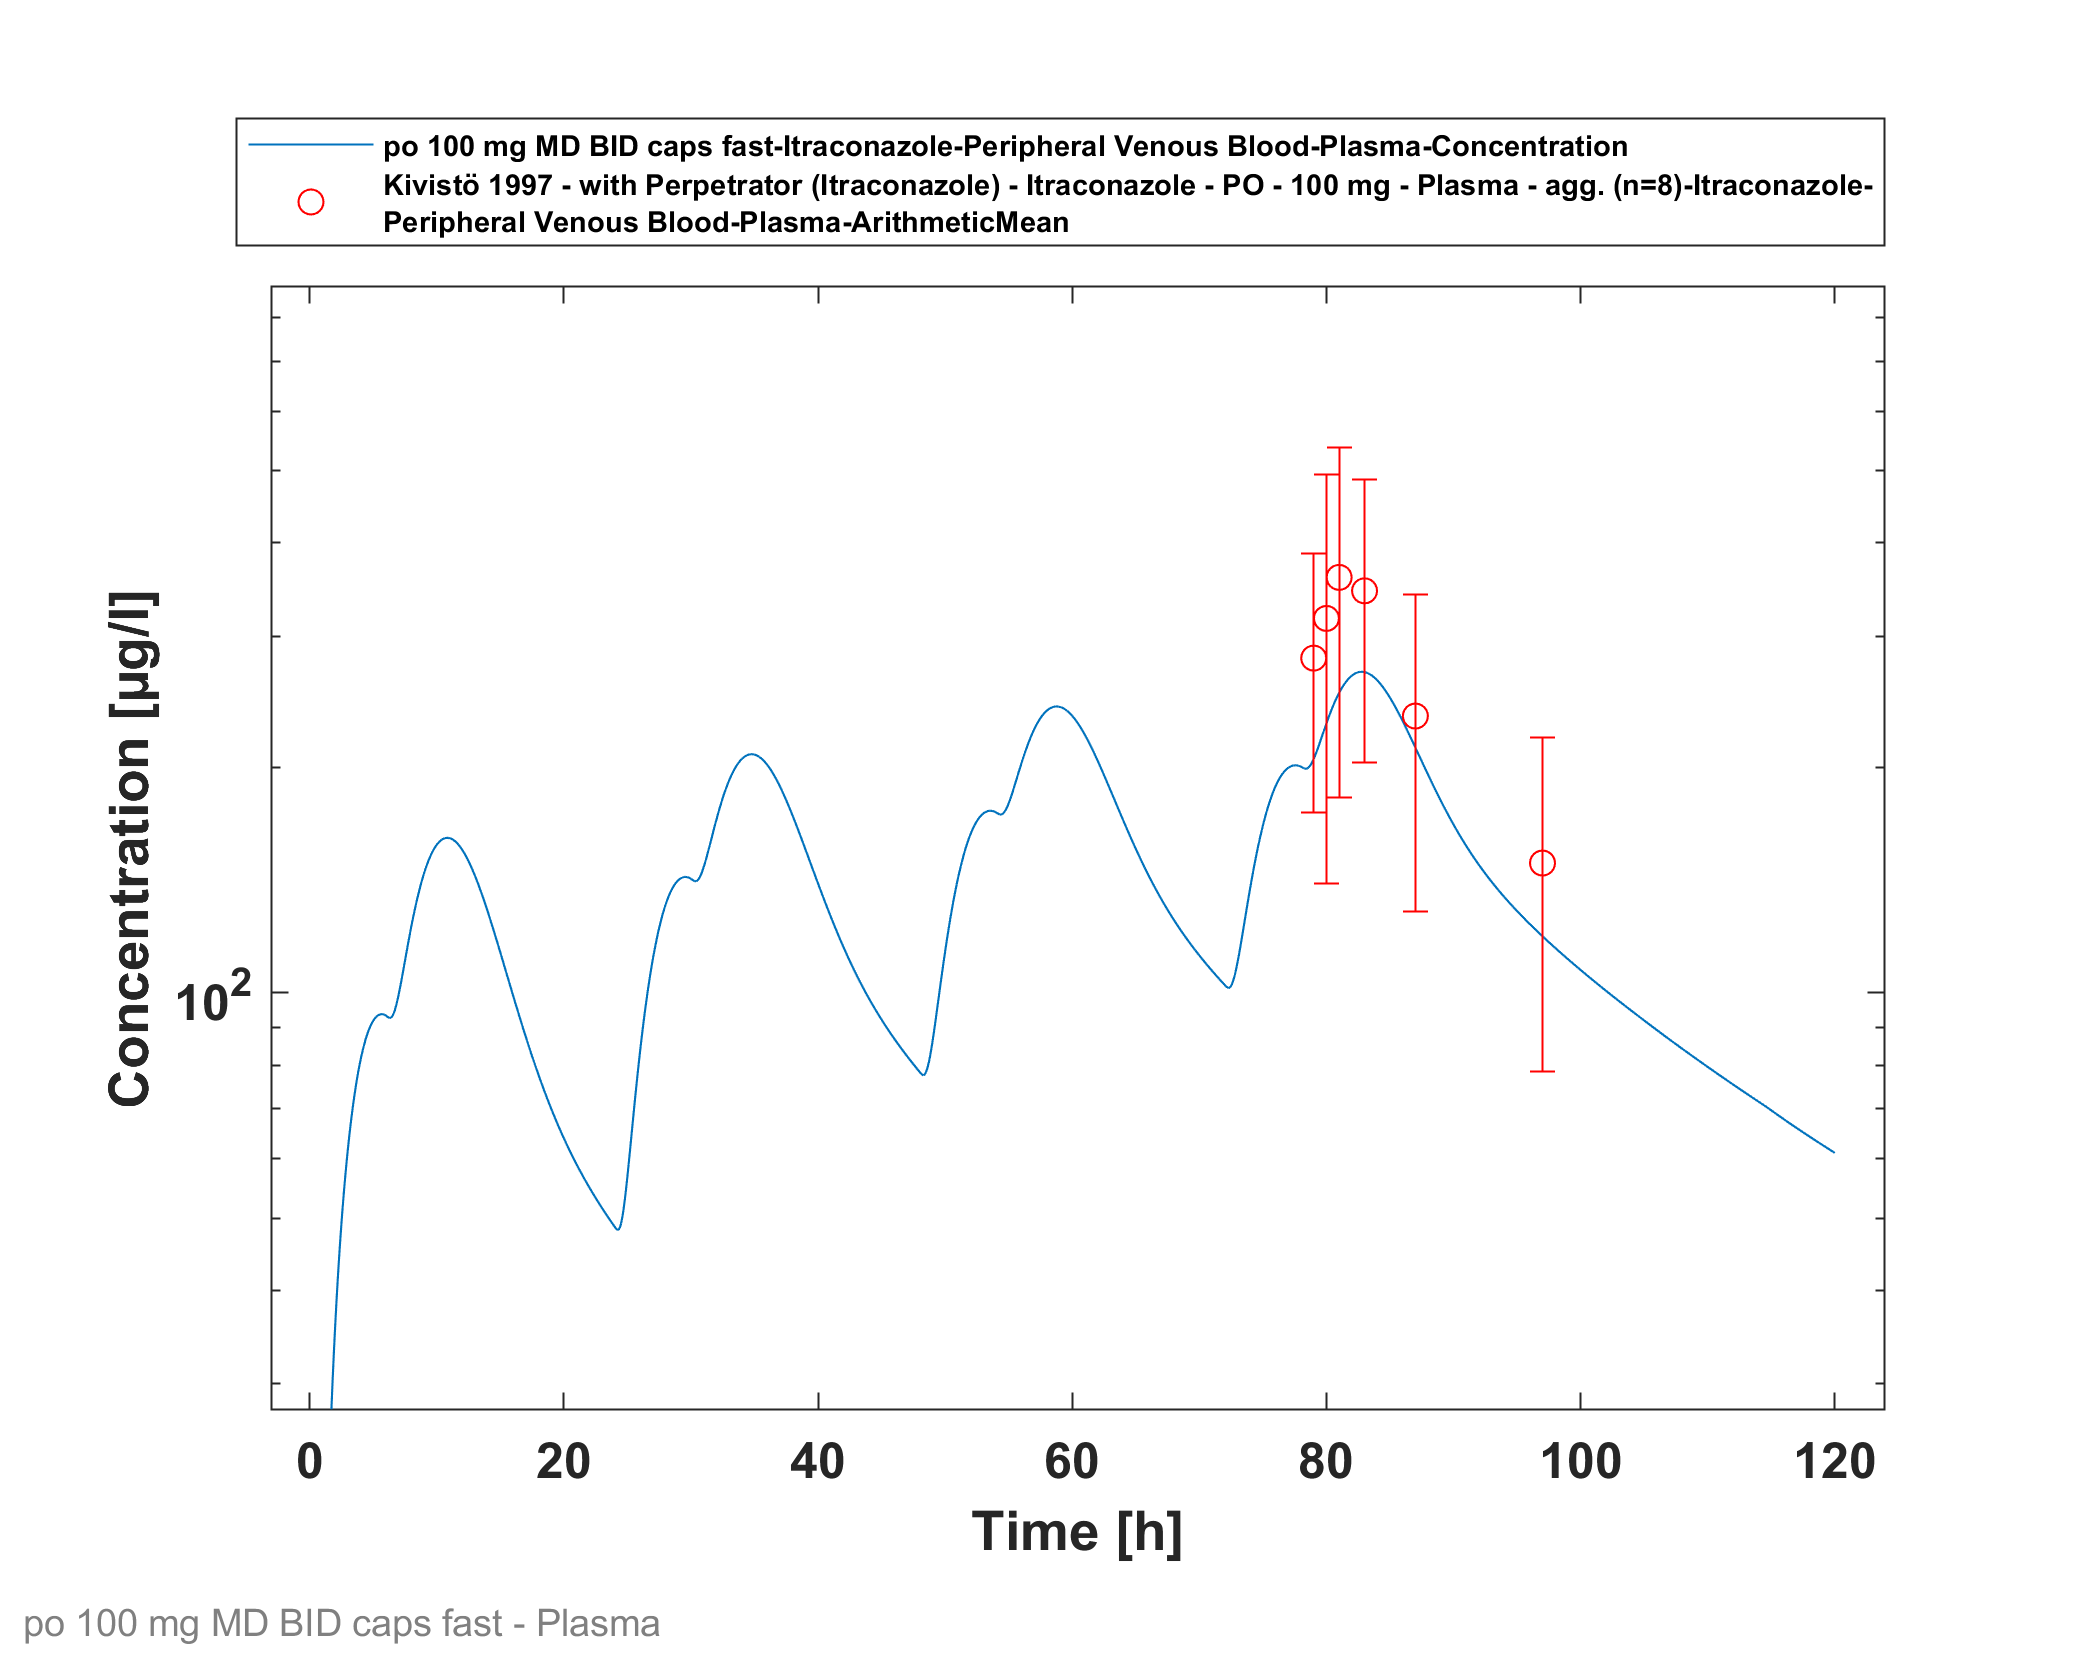 po 100 mg MD BID caps fast-Itraconazole-Peripheral Venous Blood-Plasma-Concentration
Kivistö 1997 - with Perpetrator (Itraconazole) - Itraconazole - PO - 100 mg - Plasma - agg. (n=8)-Itraconazole-
Peripheral Venous Blood-Plasma-ArithmeticMean
Concentration [µg/l]
10²
0 20 40 60 80 100 120
Time [h]
po 100 mg MD BID caps fast - Plasma